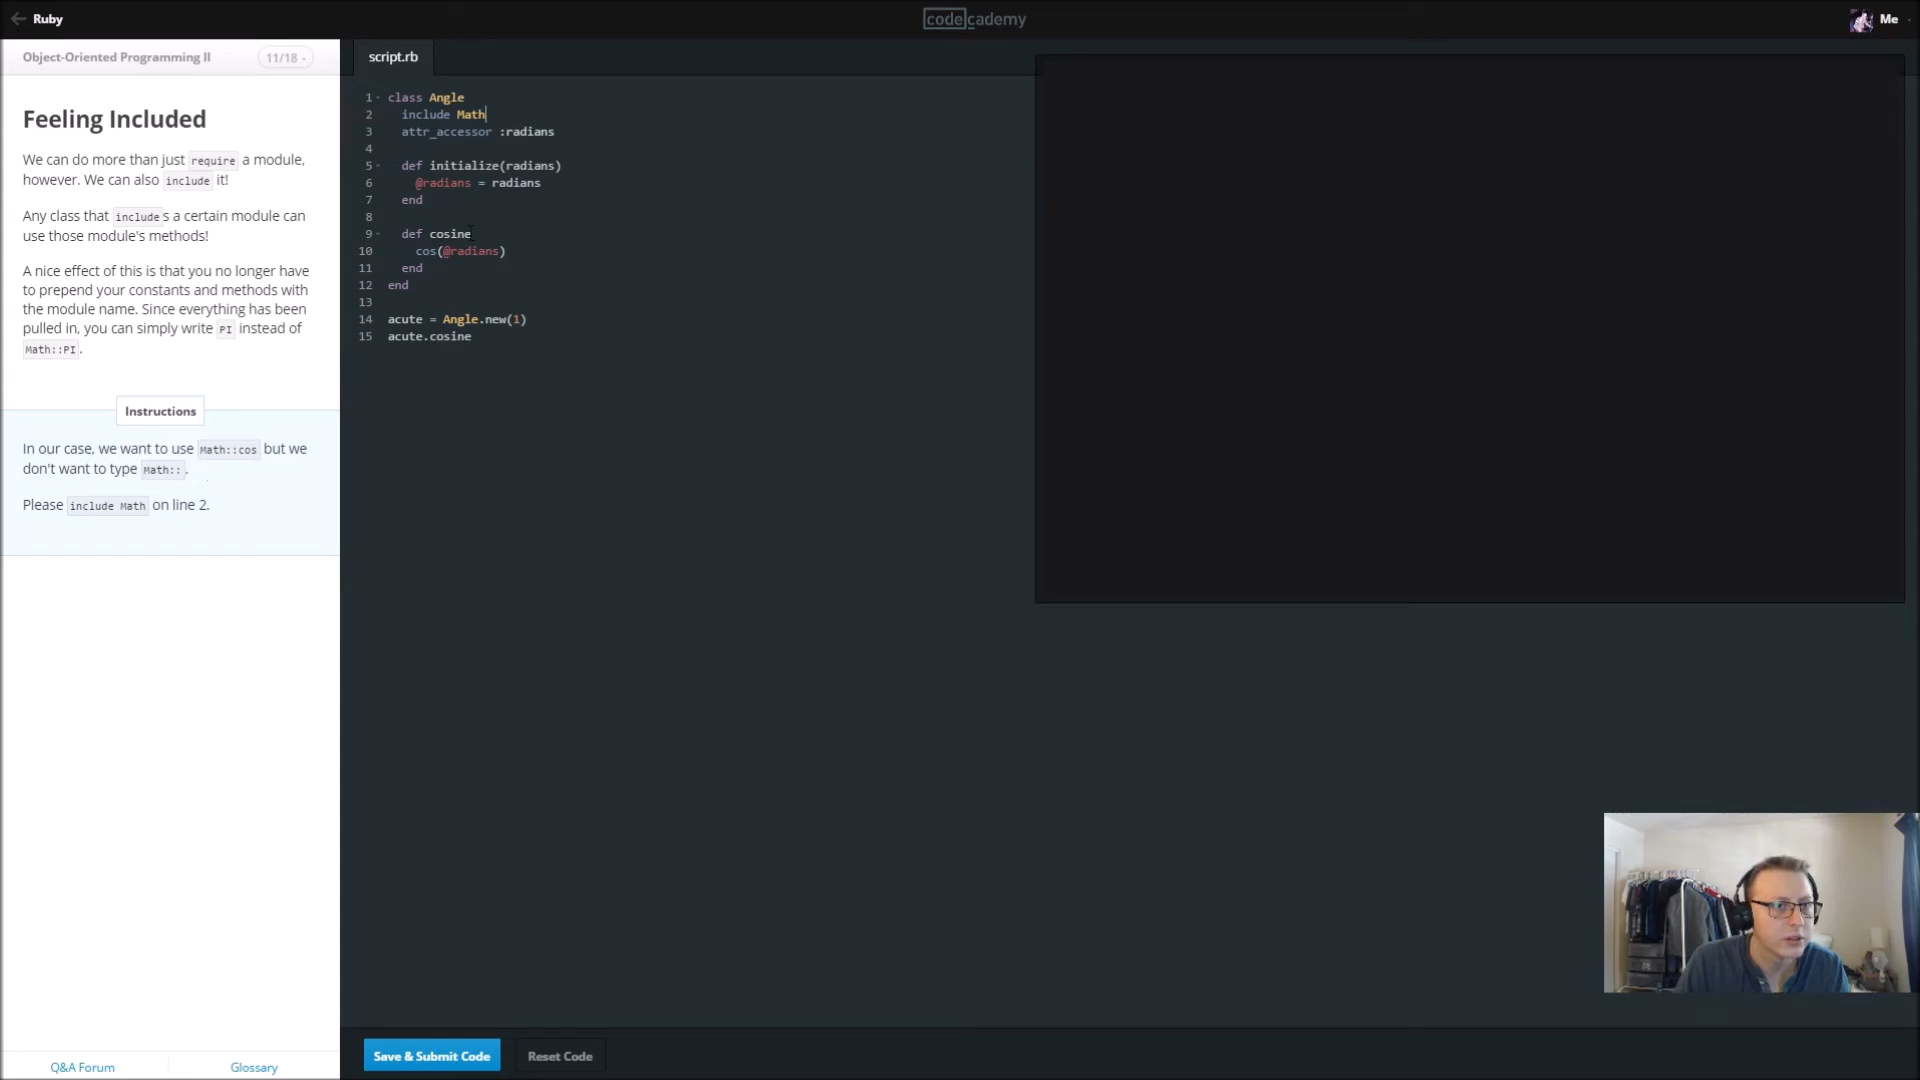 Ruby
codecademy
Me
Object-Oriented Programming II
11/18
script.rb
Feeling Included
We can do more than just require a module,
however. We can also include it!
Any class that includes a certain module can
use those module's methods!
A nice effect of this is that you no longer have
to prepend your constants and methods with
the module name. Since everything has been
pulled in, you can simply write PI instead of
Math::PI.
Instructions
In our case, we want to use Math::cos but we
don't want to type Math::.
Please include Math on line 2.
1 class Angle
2 include Math
3 attr_accessor :radians
4
5 def initialize(radians)
6 @radians = radians
7 end
8
9 def cosine
10 cos(@radians)
11 end
12 end
13
14 acute = Angle.new(1)
15 acute.cosine
Q&A Forum
Glossary
Save & Submit Code
Reset Code